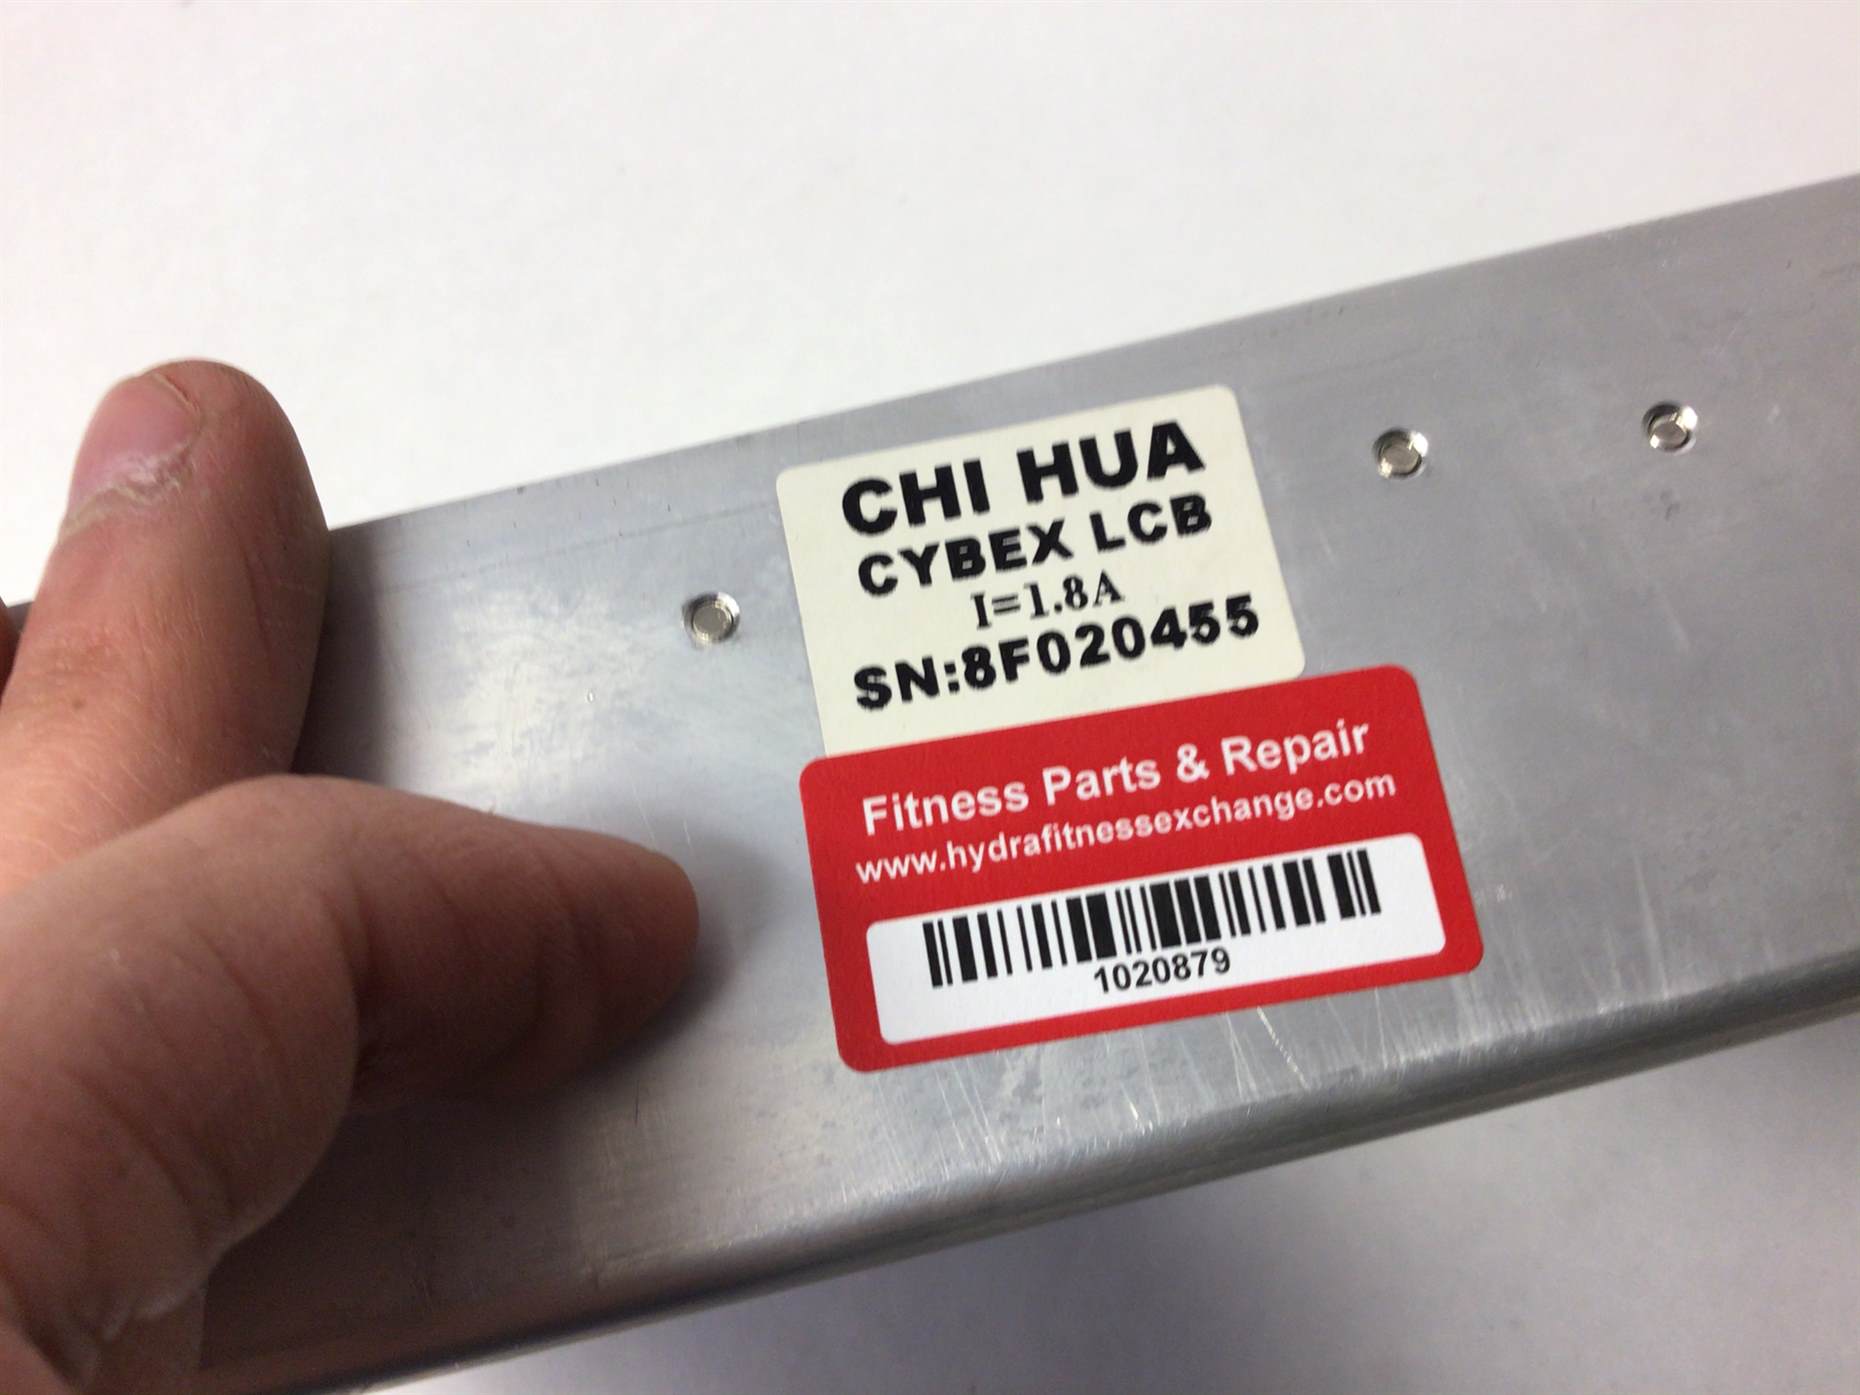 CHI HUA
CYBEX LCB
I=1.8A
SN:8F020455
Fitness Parts & Repair
www.hydrafitnessexchange.com
1020879